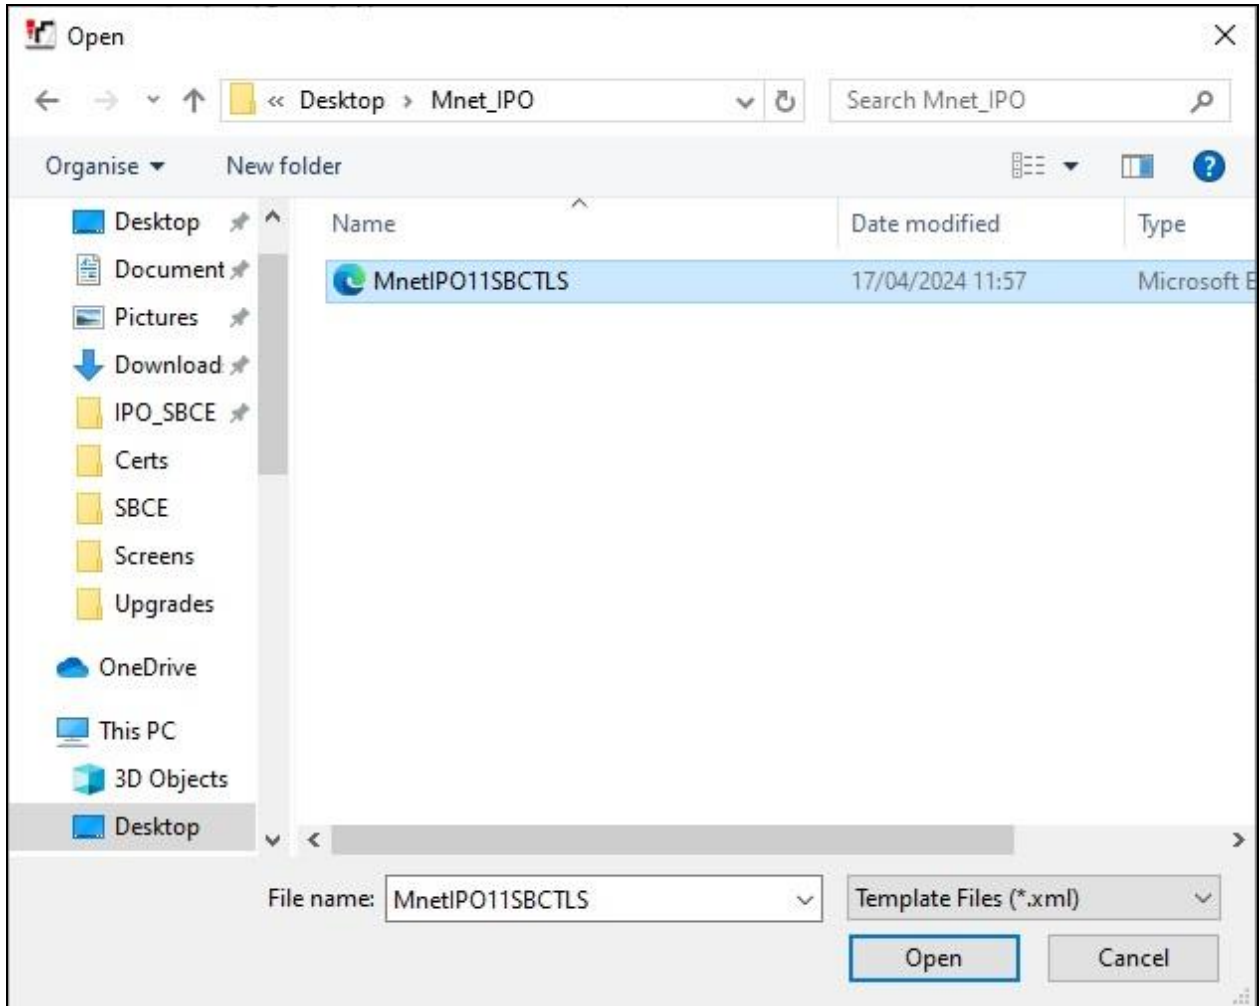 Open
« Desktop › Mnet_IPO
Search Mnet_IPO
Organise
New folder
Name
Date modified
Type
MnetIPO11SBCTLS
17/04/2024 11:57
Microsoft E
Desktop
Document
Pictures
Download
IPO_SBCE
Certs
SBCE
Screens
Upgrades
OneDrive
This PC
3D Objects
Desktop
File name:
MnetIPO11SBCTLS
Template Files (*.xml)
Open
Cancel